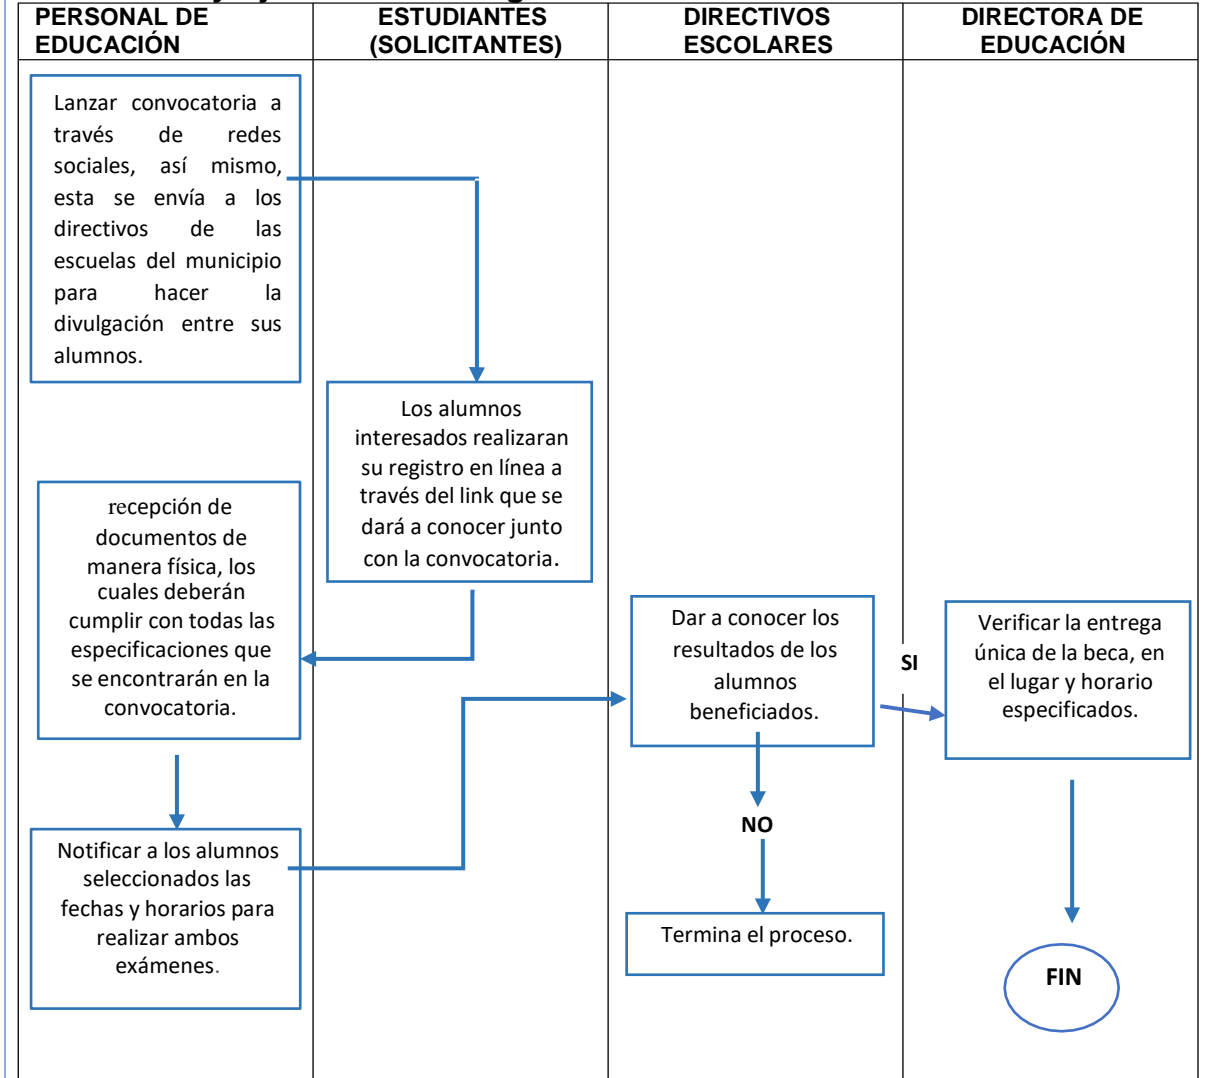 PERSONAL DE
EDUCACIÓN
ESTUDIANTES
(SOLICITANTES)
DIRECTIVOS
ESCOLARES
DIRECTORA DE
EDUCACIÓN
Lanzar convocatoria a
través de redes
sociales, así mismo,
esta se envía a los
directivos de las
escuelas del municipio
para hacer la
divulgación entre sus
alumnos.
Los alumnos
interesados realizaran
su registro en línea a
través del link que se
dará a conocer junto
con la convocatoria.
recepción de
documentos de
manera física, los
cuales deberán
cumplir con todas las
especificaciones que
se encontrarán en la
convocatoria.
Notificar a los alumnos
seleccionados las
fechas y horarios para
realizar ambos
exámenes.
Dar a conocer los
resultados de los
alumnos
beneficiados.
SI
NO
Termina el proceso.
Verificar la entrega
única de la beca, en
el lugar y horario
especificados.
FIN